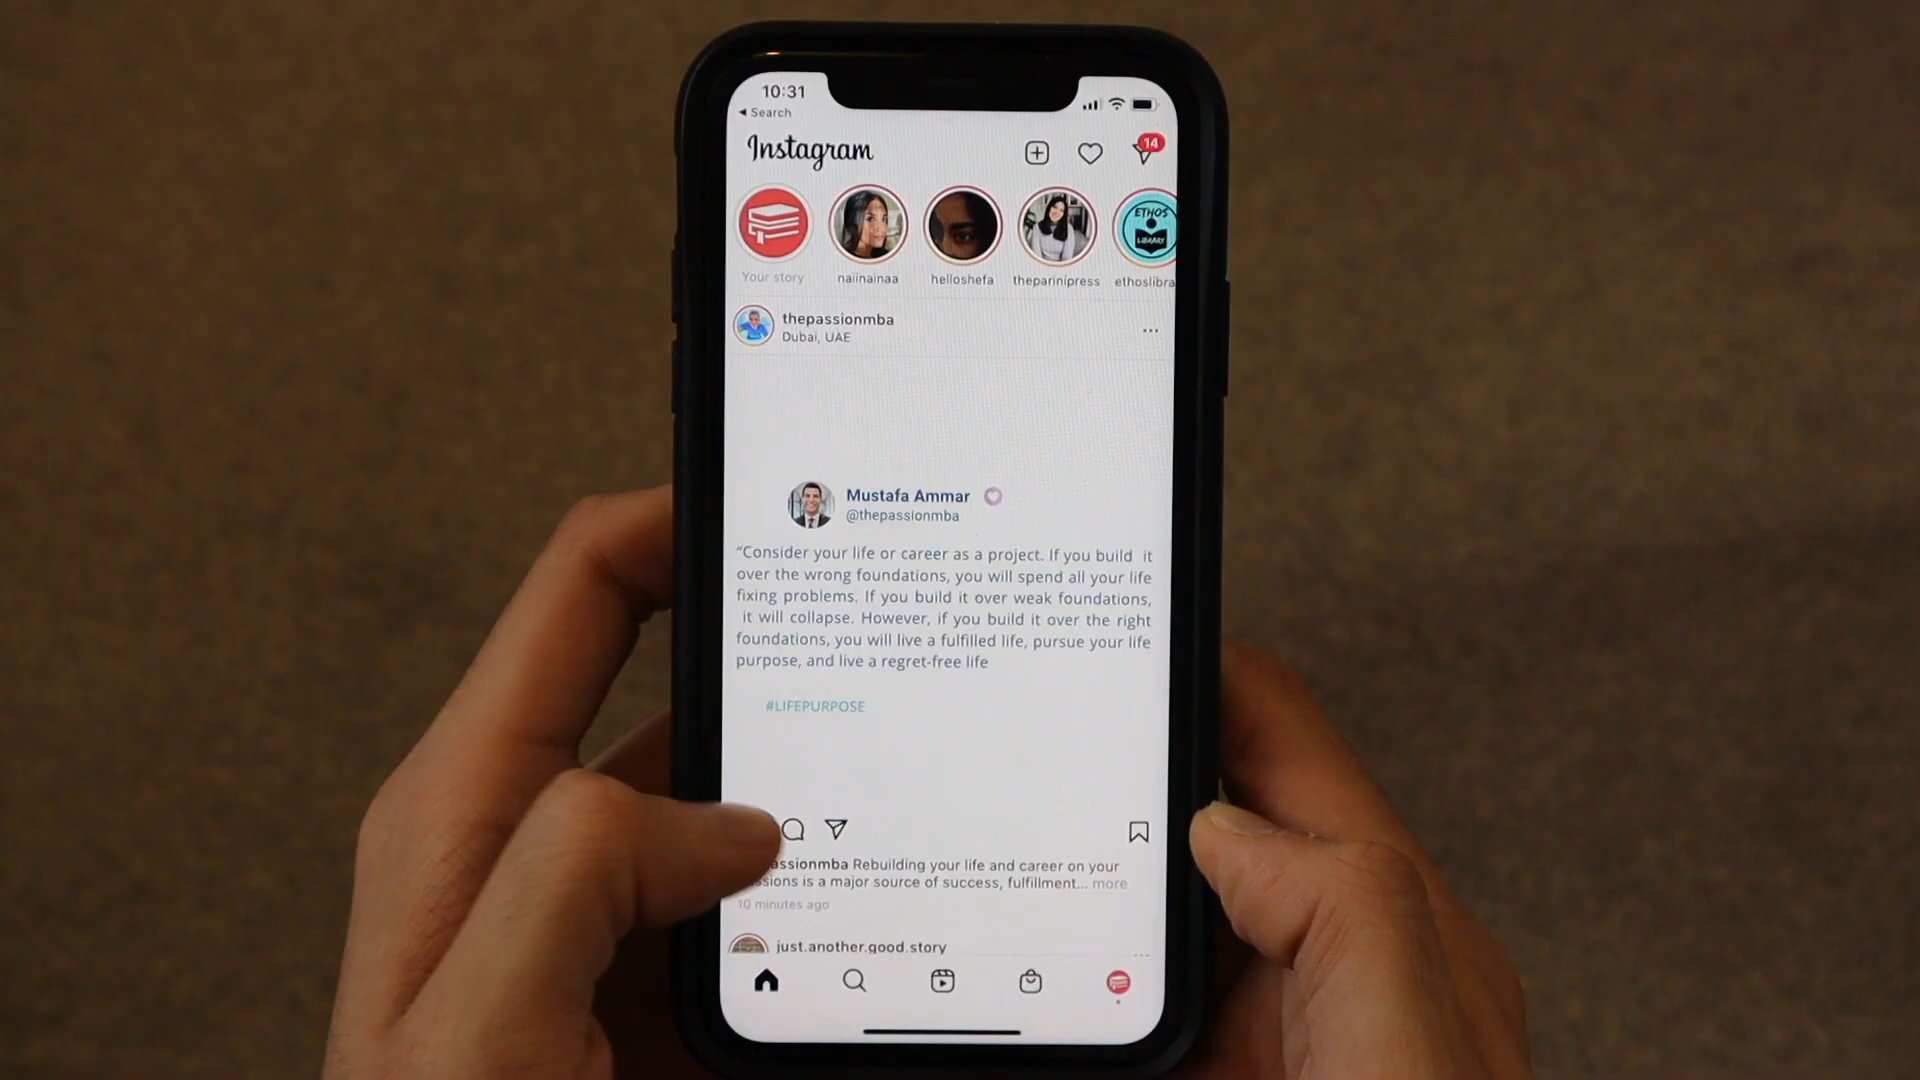 10:31
◀ Search
Instagram
14
ETHOS
LIBRARY
Your story
naiinainaa
helloshefa
theparinipress
ethoslibra
thepassionmba
Dubai, UAE
...
Mustafa Ammar
@thepassionmba
“Consider your life or career as a project. If you build it
over the wrong foundations, you will spend all your life
fixing problems. If you build it over weak foundations,
it will collapse. However, if you build it over the right
foundations, you will live a fulfilled life, pursue your life
purpose, and live a regret-free life
#LIFEPURPOSE
assionmba Rebuilding your life and career on your
ssions is a major source of success, fulfillment... more
10 minutes ago
just.another.good.story
...